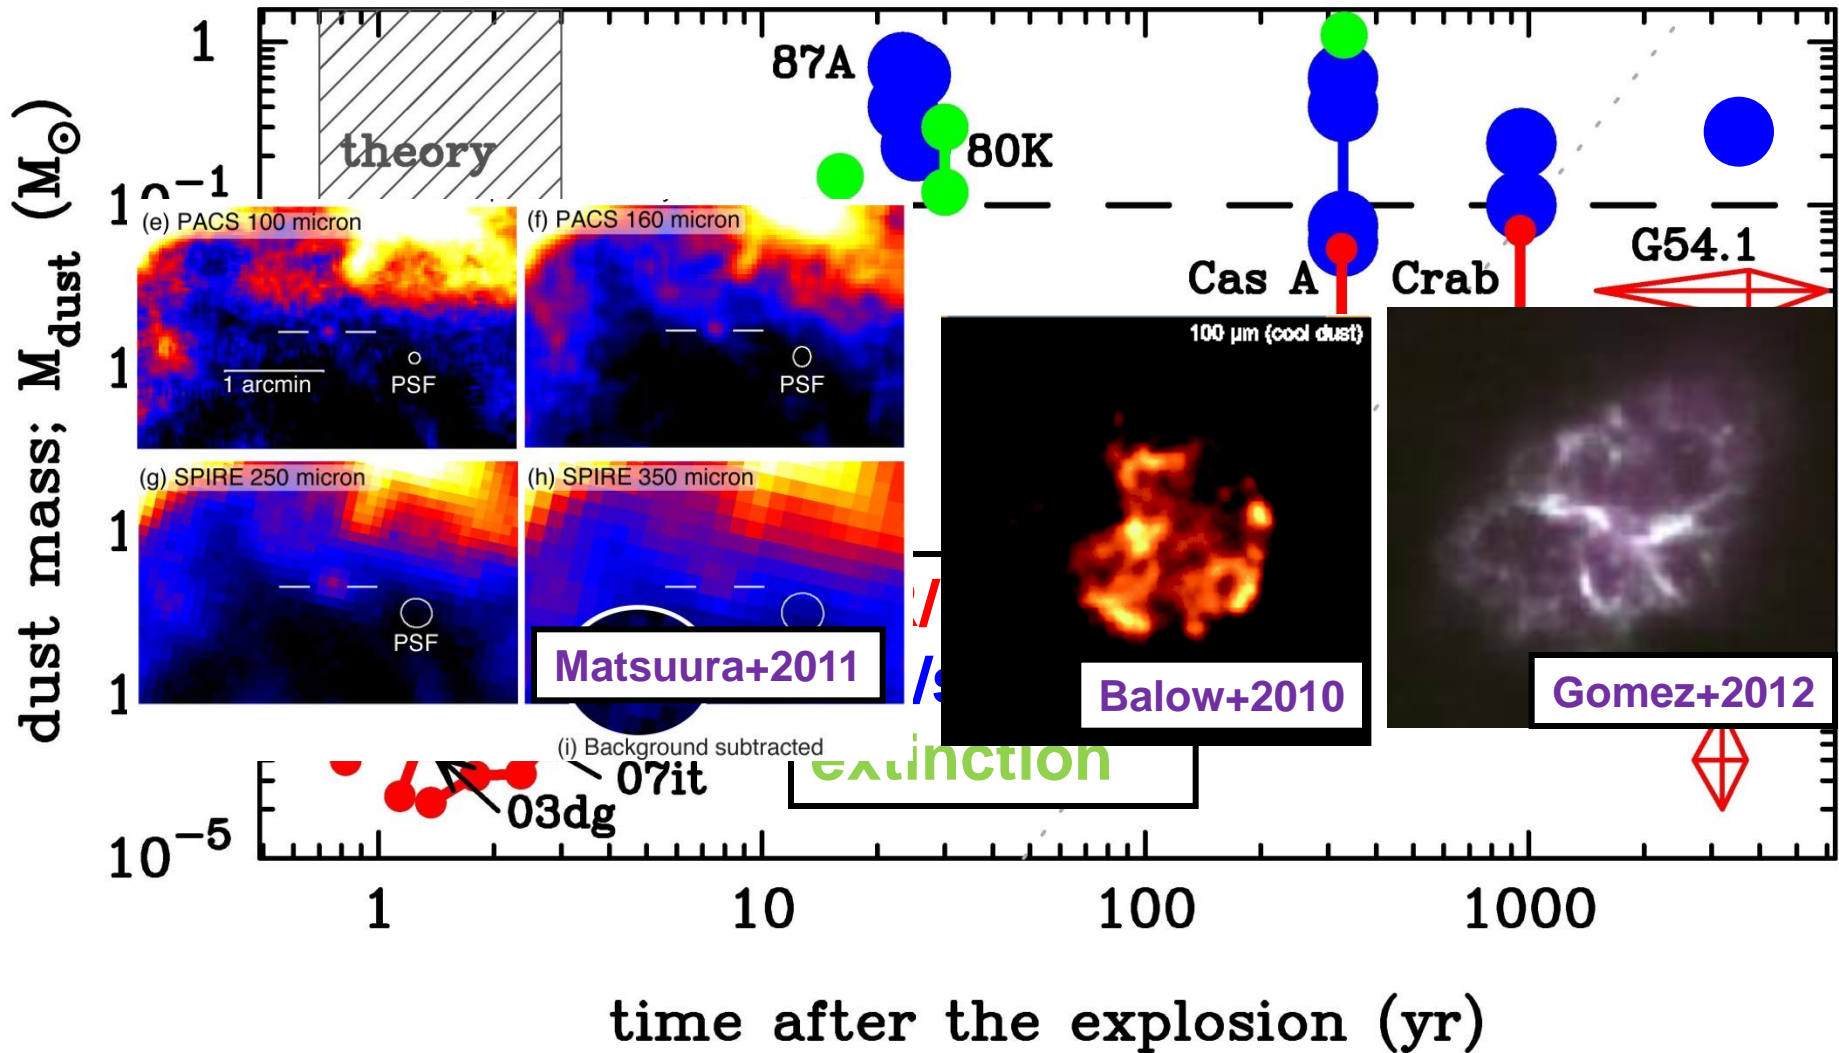 1
87A
80K
theory
10−1
dust mass; Mdust (M⊙)
(e) PACS 100 micron
(f) PACS 160 micron
1 arcmin
PSF
PSF
(g) SPIRE 250 micron
(h) SPIRE 350 micron
PSF
Matsuura+2011
(i) Background subtracted
G54.1
Cas A
Crab
100 μm (cool dust)
Balow+2010
Gomez+2012
extinction
07it
03dg
10−5
1
10
100
1000
time after the explosion (yr)